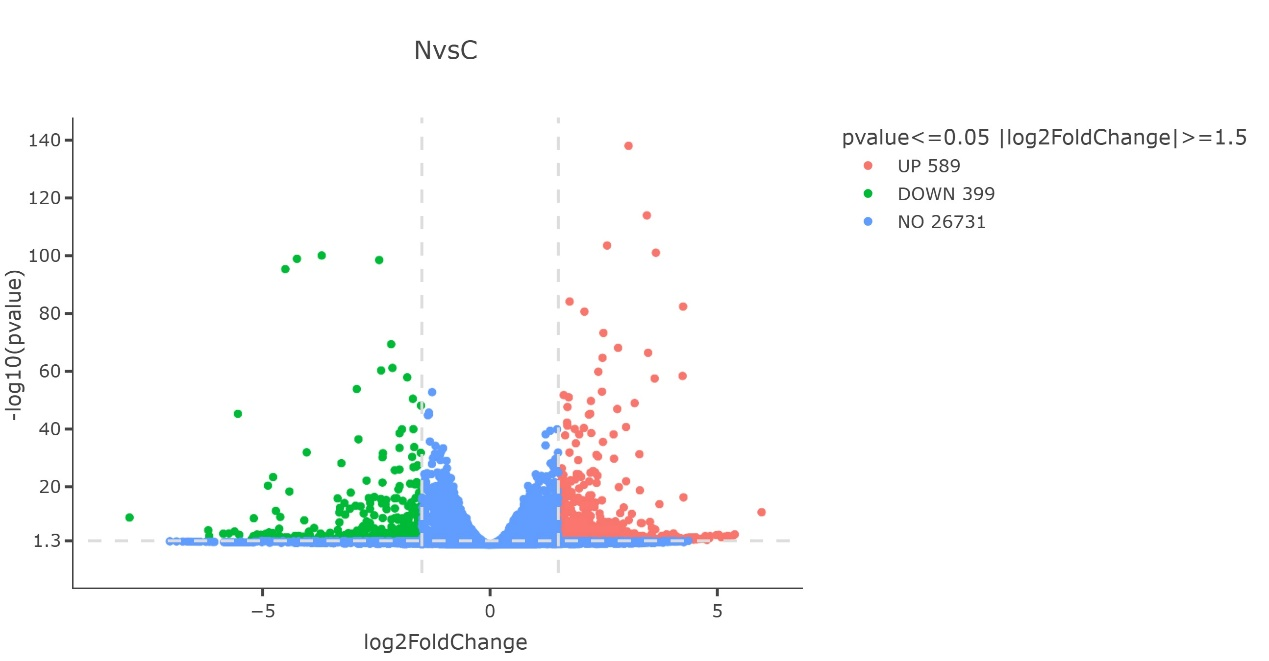 NvsC
pvalue<=0.05 |log2FoldChange|>=1.5
UP 589
DOWN 399
NO 26731
-log10(pvalue)
140
120
100
80
60
40
20
1.3
−5
0
5
log2FoldChange